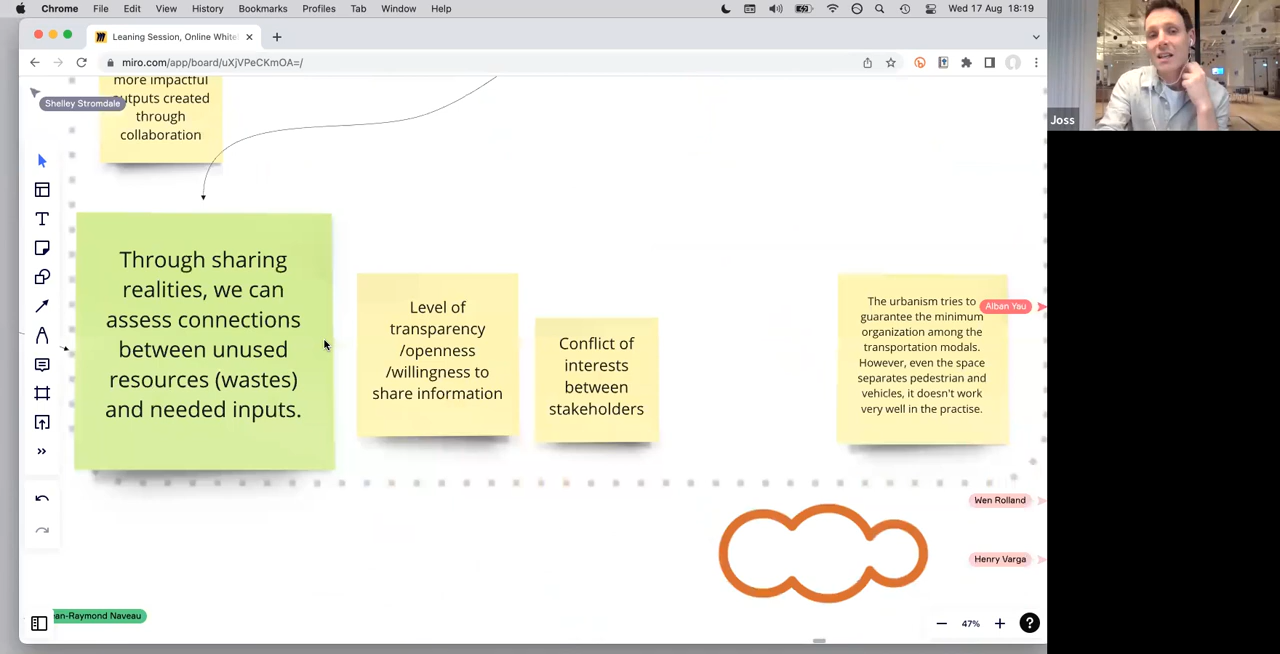 Chrome File Edit View History Bookmarks Profiles Tab Window Help
Wed 17 Aug 18:19
Leaning Session, Online White
miro.com/app/board/uXjVPeCKmOA=/
Joss
Shelley Stromdale
more impactful
outputs created
through
collaboration
Through sharing
realities, we can
assess connections
between unused
resources (wastes)
and needed inputs.
Level of
transparency
/openness
/willingness to
share information
Conflict of
interests
between
stakeholders
The urbanism tries to
guarantee the minimum
organization among the
transportation modals.
However, even the space
separates pedestrian and
vehicles, it doesn't work
very well in the practise.
Alban Yau
Wen Rolland
Henry Varga
ean-Raymond Naveau
47%